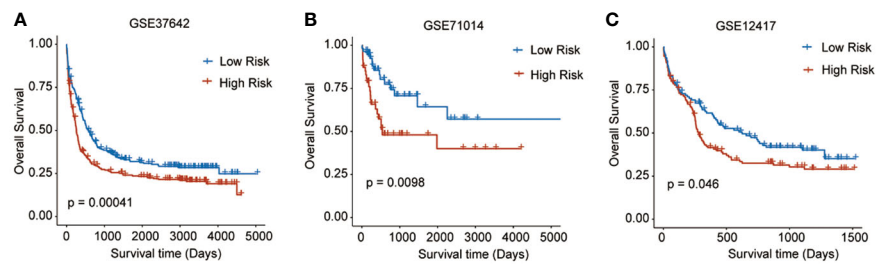 A
GSE37642
Overall Survival
1.00
0.75
0.50
0.25
0.00
Low Risk
High Risk
p = 0.00041
0 1000 2000 3000 4000 5000
Survival time (Days)
B
GSE71014
Overall Survival
1.00
0.75
0.50
0.25
0.00
Low Risk
High Risk
p = 0.0098
0 1000 2000 3000 4000 5000
Survival time (Days)
C
GSE12417
Overall Survival
1.00
0.75
0.50
0.25
0.00
Low Risk
High Risk
p = 0.046
0 500 1000 1500
Survival time (Days)